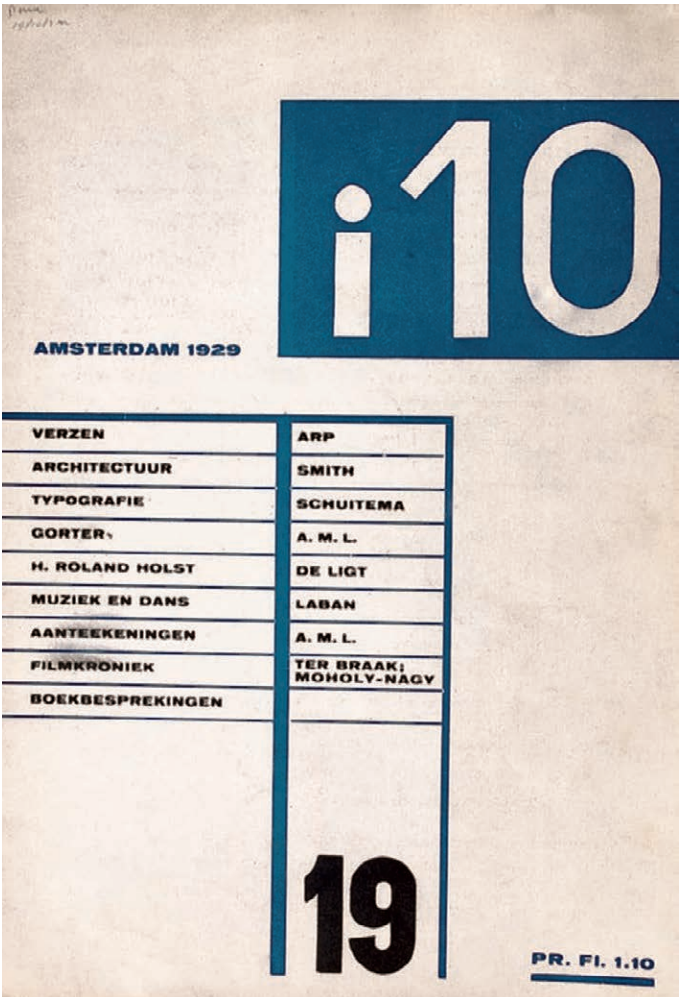 i10
AMSTERDAM 1929
VERZEN ARP
ARCHITECTUUR SMITH
TYPOGRAFIE SCHUITEMA
GORTER A. M. L.
H. ROLAND HOLST DE LIGT
MUZIEK EN DANS LABAN
AANTEEKENINGEN A. M. L.
FILMKRONIEK TER BRAAK;
MOHOLY-NAGY
BOEKBESPREKINGEN
19
PR. Fl. 1.10